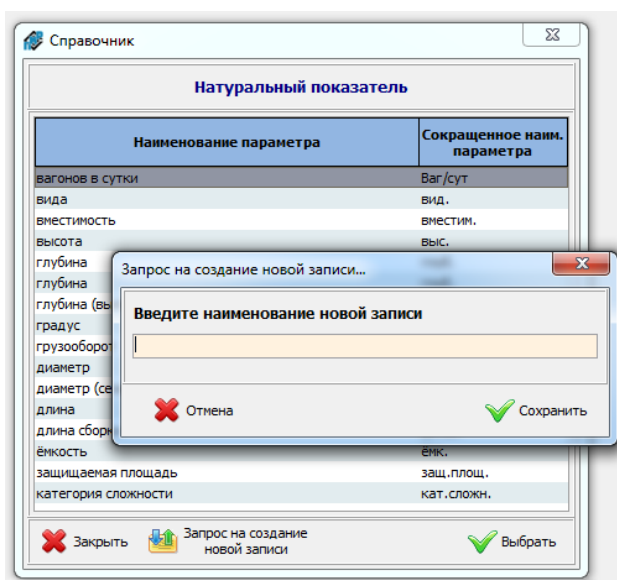 Справочник
Натуральный показатель
Наименование параметра
Сокращенное наим.
параметра
вагонов в сутки Ваг/сут
вида вид.
вместимость вместим.
высота выс.
глубина
глубина
глубина (вы
градус
грузооборот
диаметр
диаметр (се
длина
длина сборн
ёмкость ёмк.
защищаемая площадь защ.площ.
категория сложности кат.сложн.
Запрос на создание новой записи...
Введите наименование новой записи
Отмена Сохранить
Закрыть
Запрос на создание
новой записи
Выбрать